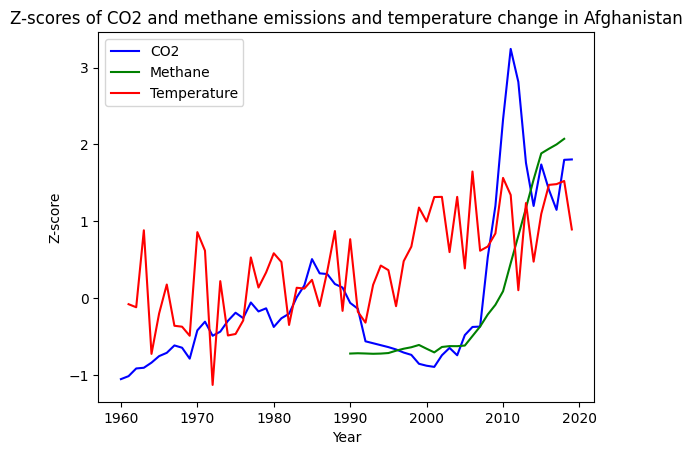 Z-scores of CO2 and methane emissions and temperature change in Afghanistan
CO2
Methane
Temperature
Z-score
3
2
1
0
−1
1960 1970 1980 1990 2000 2010 2020
Year